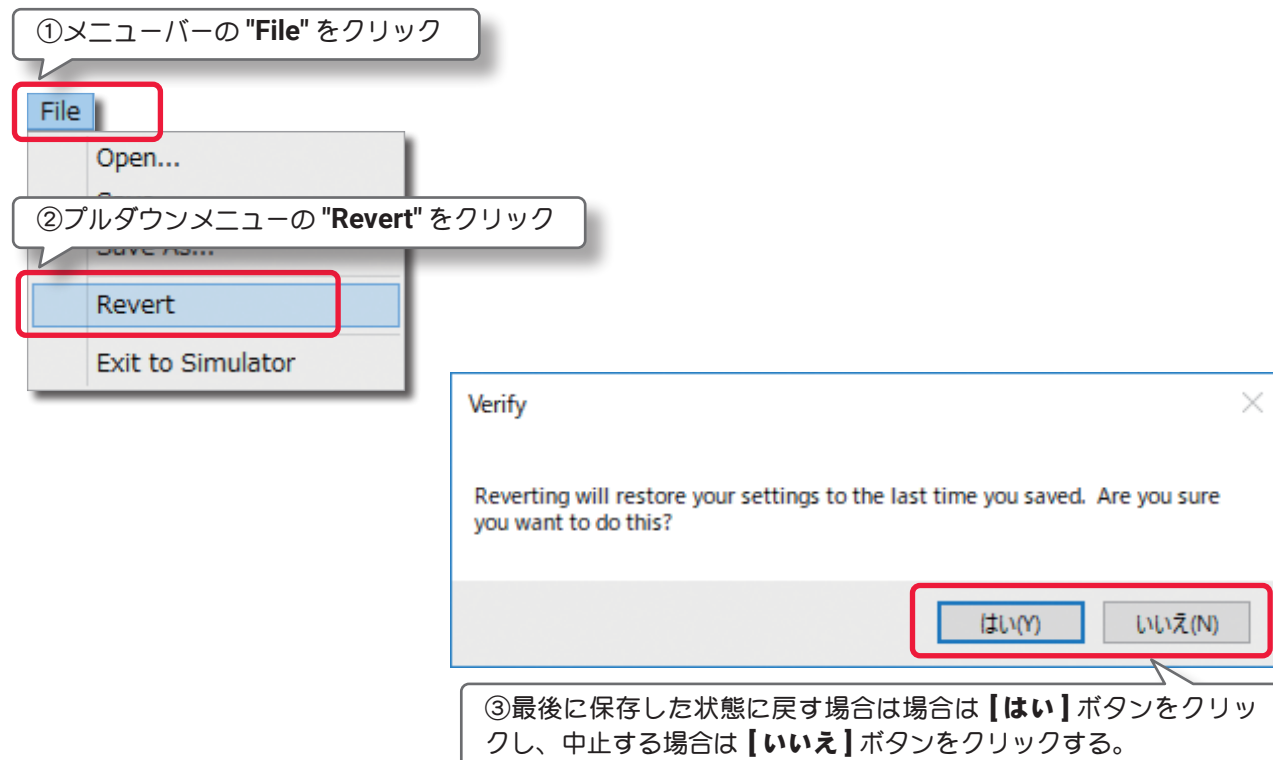 ①メニューバーの "File" をクリック
File
Open...
②プルダウンメニューの "Revert" をクリック
Save As...
Revert
Exit to Simulator
Verify
Reverting will restore your settings to the last time you saved. Are you sure
you want to do this?
はい(Y)
いいえ(N)
③最後に保存した状態に戻す場合は場合は [はい] ボタンをクリッ
クし、中止する場合は [いいえ] ボタンをクリックする。